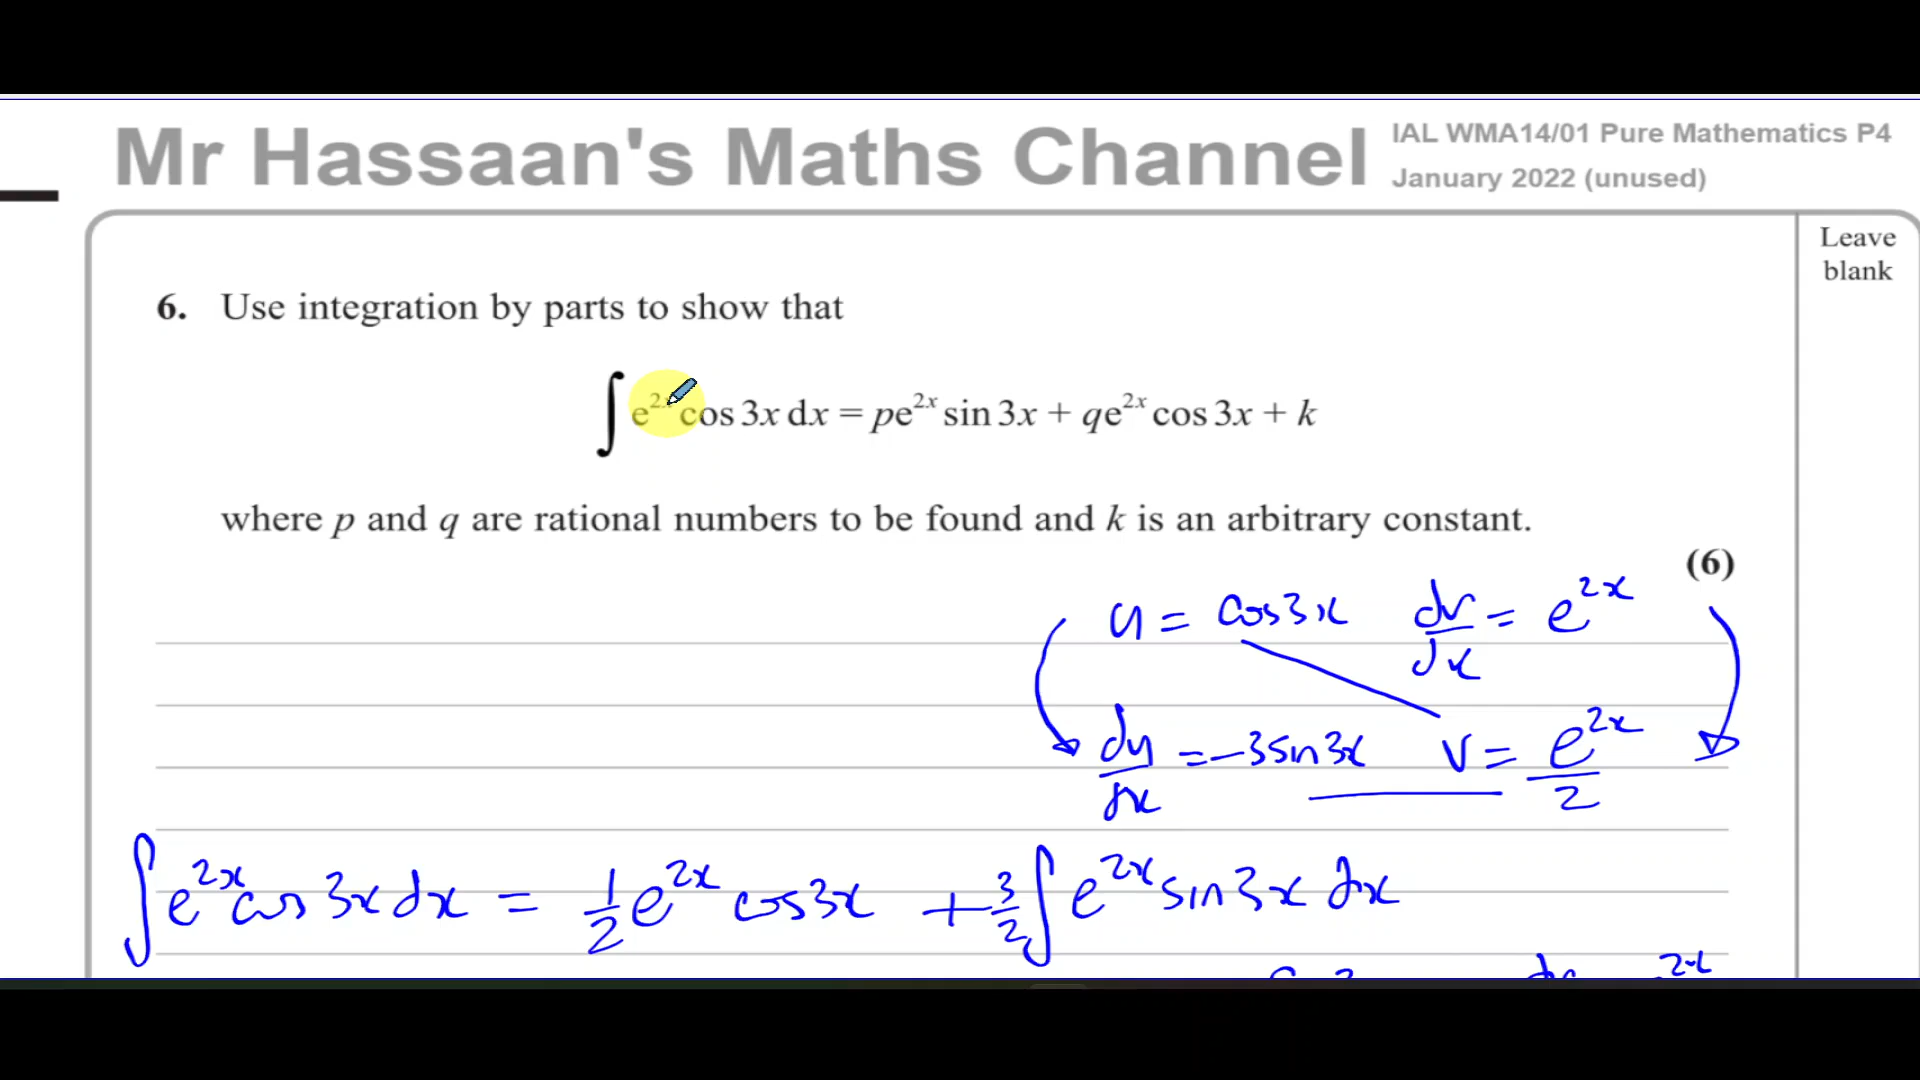 Mr Hassaan's Maths Channel
IAL WMA14/01 Pure Mathematics P4
January 2022 (unused)
Leave
blank
6. Use integration by parts to show that
∫ e^{2x} cos 3x dx = pe^{2x} sin 3x + qe^{2x} cos 3x + k
where p and q are rational numbers to be found and k is an arbitrary constant.
(6)
u = cos3x dv/dx = e^{2x}
du/dx = -3sin3x v = e^{2x}/2
∫ e^{2x} cos 3x dx = 1/2 e^{2x} cos3x + 3/2 ∫ e^{2x} sin3x dx